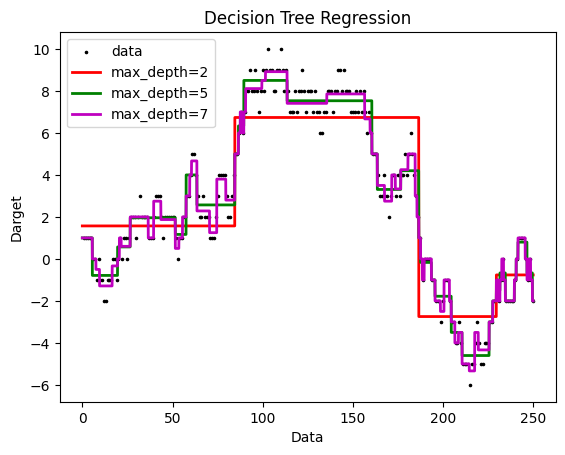 Decision Tree Regression
data
max_depth=2
max_depth=5
max_depth=7
Darget
10
8
6
4
2
0
−2
−4
−6
0 50 100 150 200 250
Data